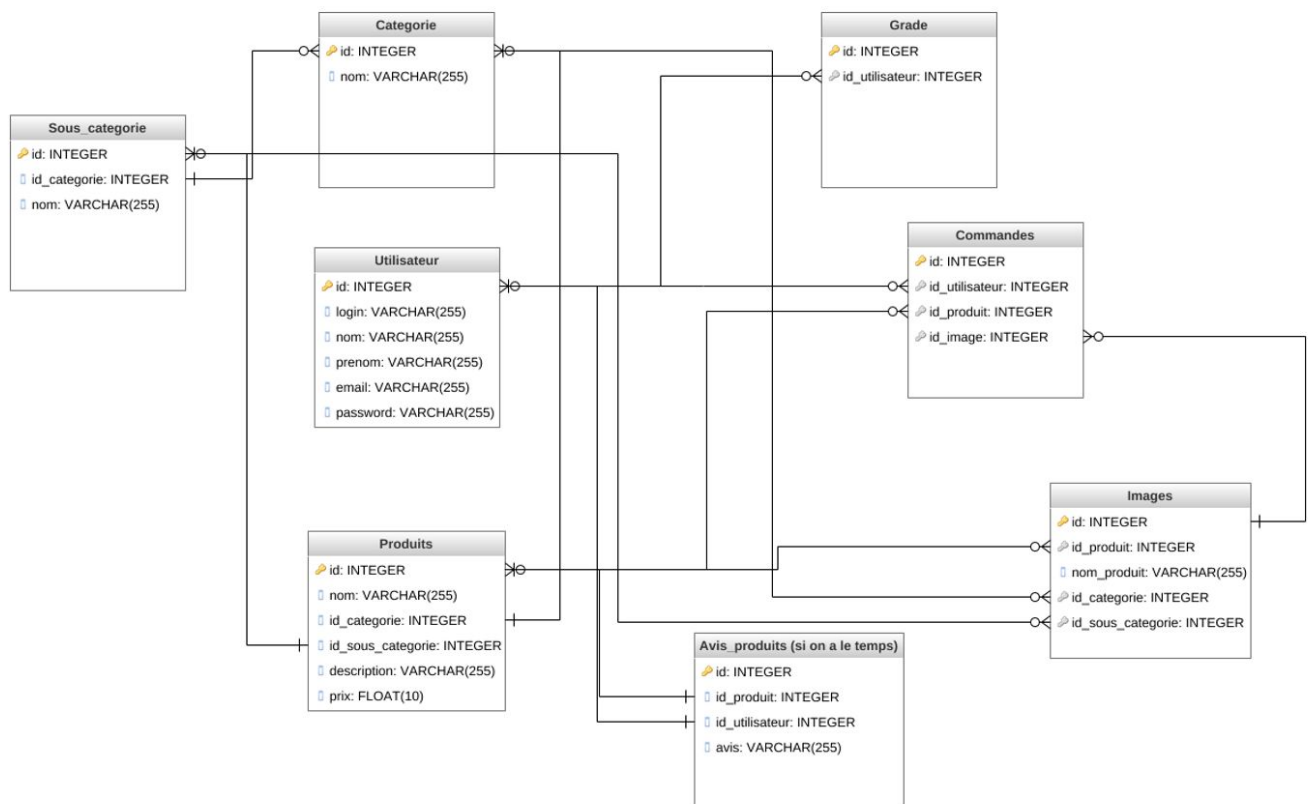 Categorie
id: INTEGER
nom: VARCHAR(255)
Grade
id: INTEGER
id_utilisateur: INTEGER
Sous_categorie
id: INTEGER
id_categorie: INTEGER
nom: VARCHAR(255)
Utilisateur
id: INTEGER
login: VARCHAR(255)
nom: VARCHAR(255)
prenom: VARCHAR(255)
email: VARCHAR(255)
password: VARCHAR(255)
Commandes
id: INTEGER
id_utilisateur: INTEGER
id_produit: INTEGER
id_image: INTEGER
Produits
id: INTEGER
nom: VARCHAR(255)
id_categorie: INTEGER
id_sous_categorie: INTEGER
description: VARCHAR(255)
prix: FLOAT(10)
Images
id: INTEGER
id_produit: INTEGER
nom_produit: VARCHAR(255)
id_categorie: INTEGER
id_sous_categorie: INTEGER
Avis_produits (si on a le temps)
id: INTEGER
id_produit: INTEGER
id_utilisateur: INTEGER
avis: VARCHAR(255)